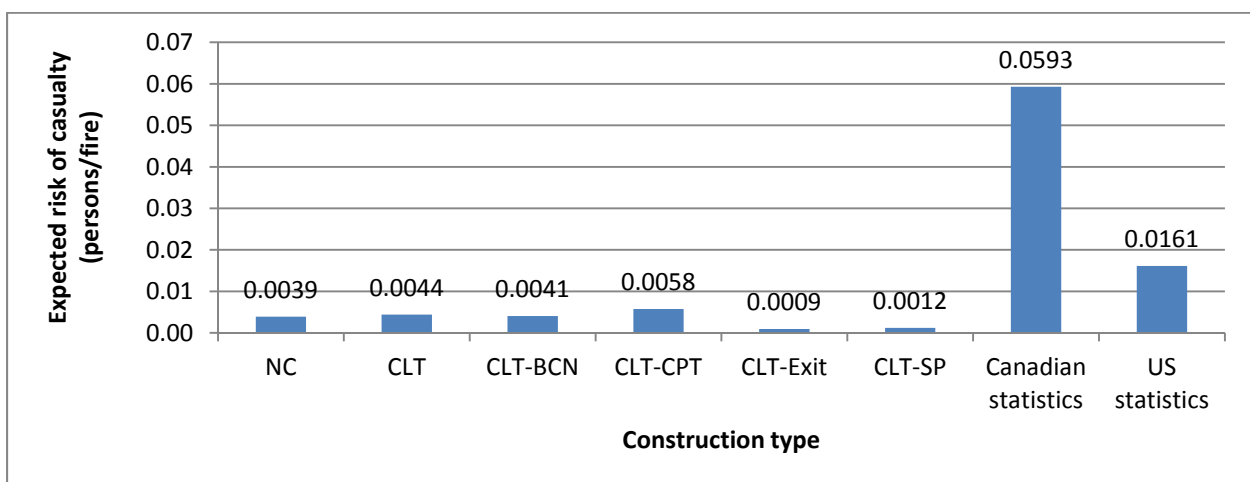 Expected risk of casualty
(persons/fire)
0.07
0.06
0.05
0.04
0.03
0.02
0.01
0.00
0.0039
0.0044
0.0041
0.0058
0.0009
0.0012
0.0593
0.0161
NC
CLT
CLT-BCN
CLT-CPT
CLT-Exit
CLT-SP
Canadian
statistics
US
statistics
Construction type